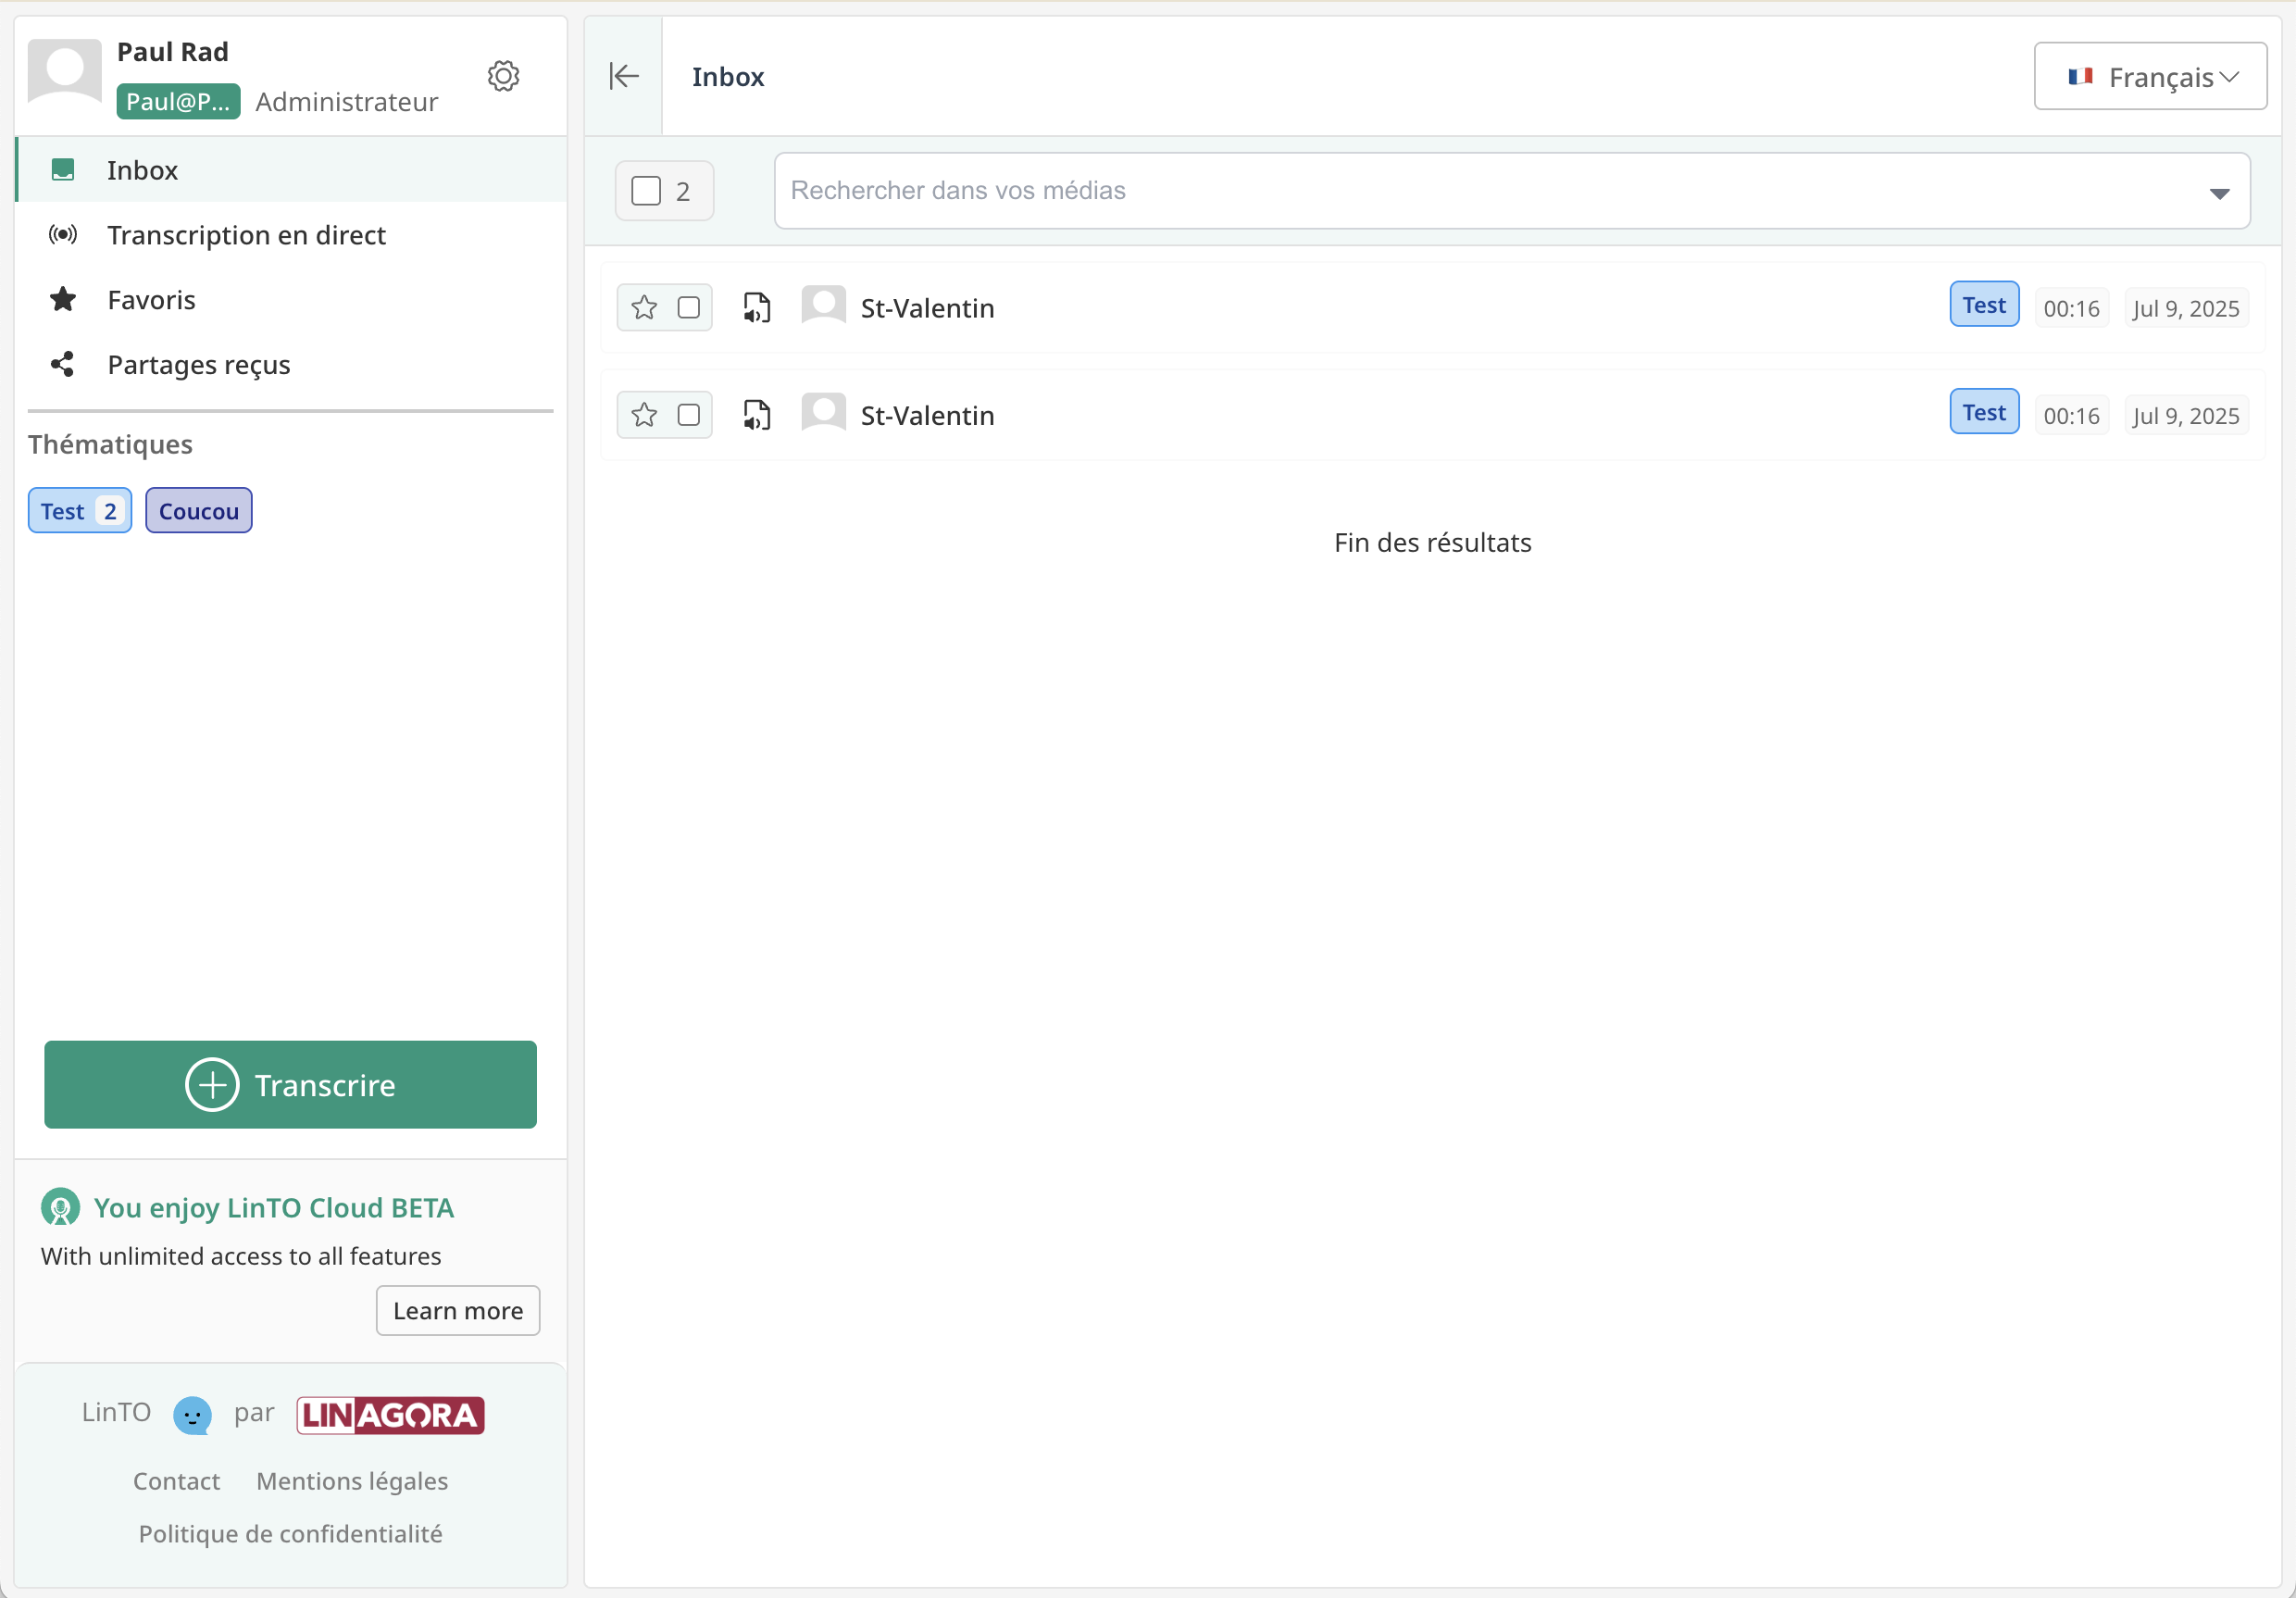 Paul Rad
Paul@P... Administrateur
Inbox
Transcription en direct
Favoris
Partages reçus
Thématiques
Test 2 Coucou
Transcrire
You enjoy LinTO Cloud BETA
With unlimited access to all features
Learn more
LinTO par LINAGORA
Contact Mentions légales
Politique de confidentialité
Inbox
Français
2 Rechercher dans vos médias
St-Valentin Test 00:16 Jul 9, 2025
St-Valentin Test 00:16 Jul 9, 2025
Fin des résultats